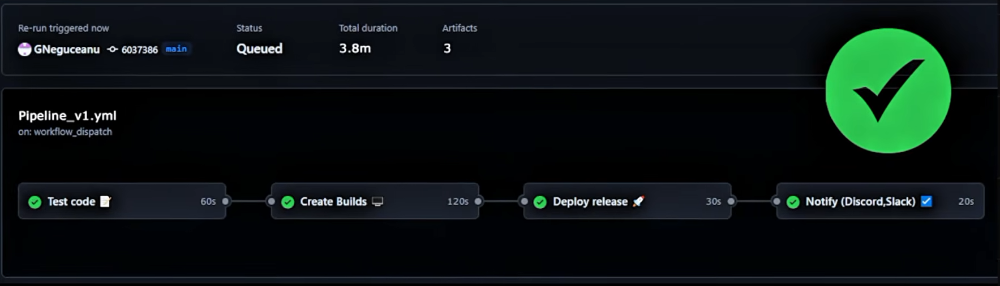 Re-run triggered now
GNeguceanu 6037386 main
Status
Queued
Total duration
3.8m
Artifacts
3
Pipeline_v1.yml
on: workflow_dispatch
Test code 60s
Create Builds 120s
Deploy release 30s
Notify (Discord,Slack) 20s